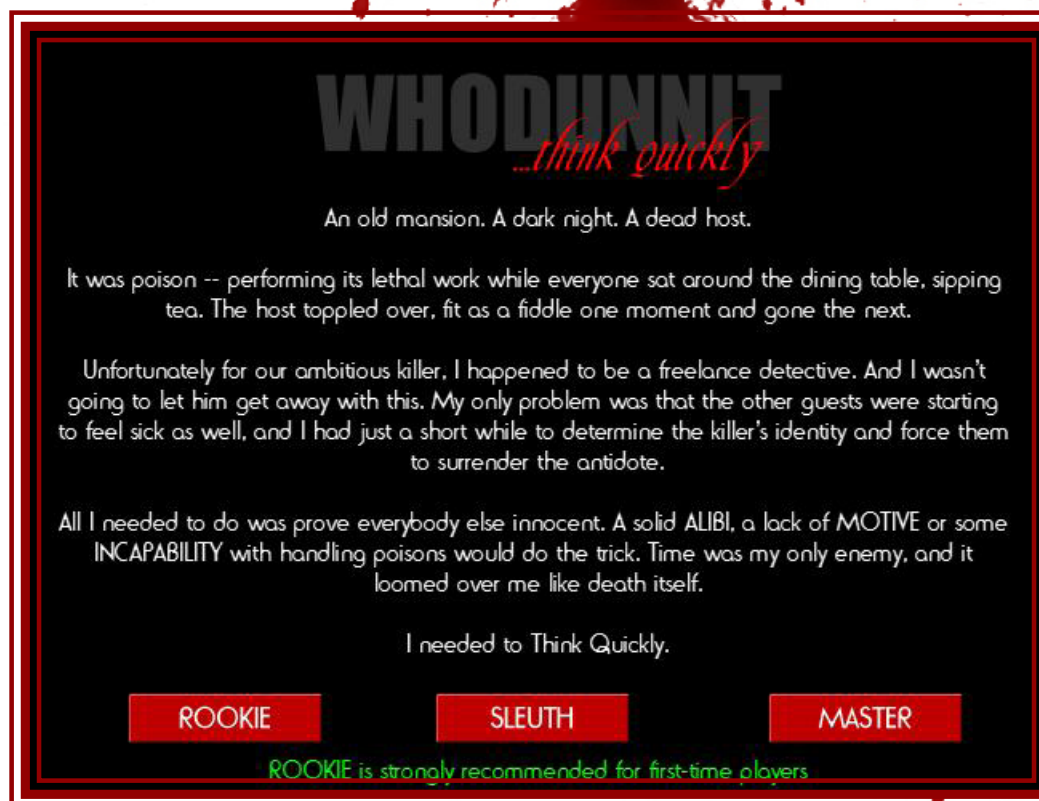 WHODUNNIT
...think quickly
An old mansion. A dark night. A dead host.
It was poison -- performing its lethal work while everyone sat around the dining table, sipping
tea. The host toppled over, fit as a fiddle one moment and gone the next.
Unfortunately for our ambitious killer, I happened to be a freelance detective. And I wasn't
going to let him get away with this. My only problem was that the other guests were starting
to feel sick as well, and I had just a short while to determine the killer's identity and force them
to surrender the antidote.
All I needed to do was prove everybody else innocent. A solid ALIBI, a lack of MOTIVE or some
INCAPABILITY with handling poisons would do the trick. Time was my only enemy, and it
loomed over me like death itself.
I needed to Think Quickly.
ROOKIE SLEUTH MASTER
ROOKIE is strongly recommended for first-time players